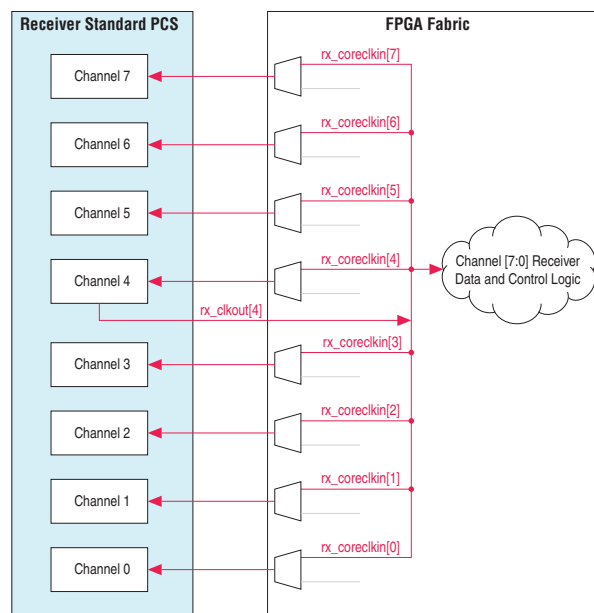 Receiver Standard PCS
FPGA Fabric
rx_coreclkin[7]
Channel 7
rx_coreclkin[6]
Channel 6
rx_coreclkin[5]
Channel 5
rx_coreclkin[4]
Channel 4
Channel [7:0] Receiver
Data and Control Logic
rx_clkout[4]
rx_coreclkin[3]
Channel 3
rx_coreclkin[2]
Channel 2
rx_coreclkin[1]
Channel 1
rx_coreclkin[0]
Channel 0